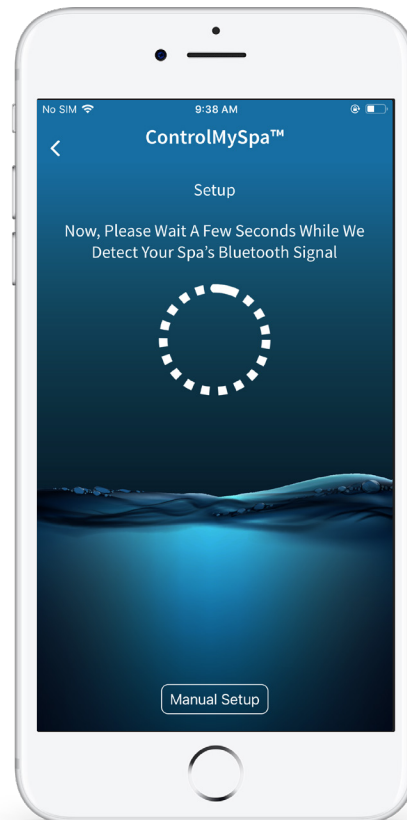 No SIM 9:38 AM
ControlMySpa™
Setup
Now, Please Wait A Few Seconds While We
Detect Your Spa’s Bluetooth Signal
Manual Setup